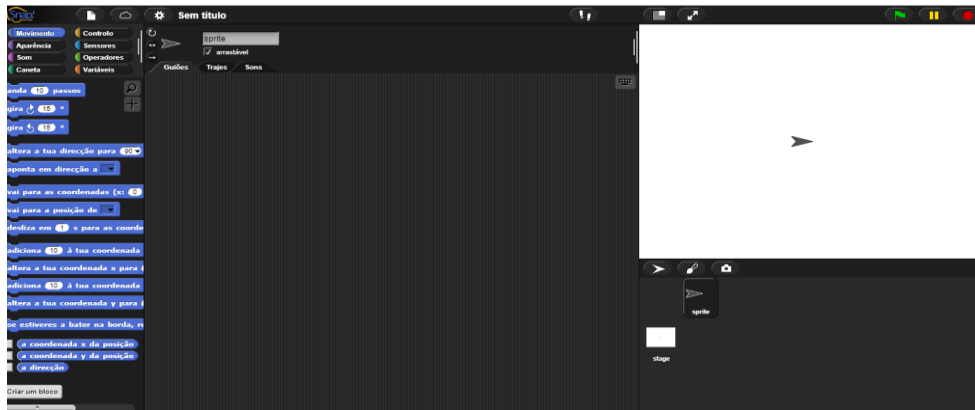 Snap!
Sem título
Movimento
Controlo
Aparência
Sensores
Som
Operadores
Caneta
Variáveis
sprite
arrastável
Guiões
Trajes
Sons
anda 10 passos
gira 15 °
gira 15 °
altera a tua direcção para 90
aponta em direcção a
vai para as coordenadas (x: 0
vai para a posição de
desliza em 1 s para as coorde
adiciona 10 à tua coordenada
altera a tua coordenada x para (
adiciona 10 à tua coordenada
altera a tua coordenada y para (
se estiveres a bater na borda, re
a coordenada x da posição
a coordenada y da posição
a direcção
Criar um bloco
sprite
stage